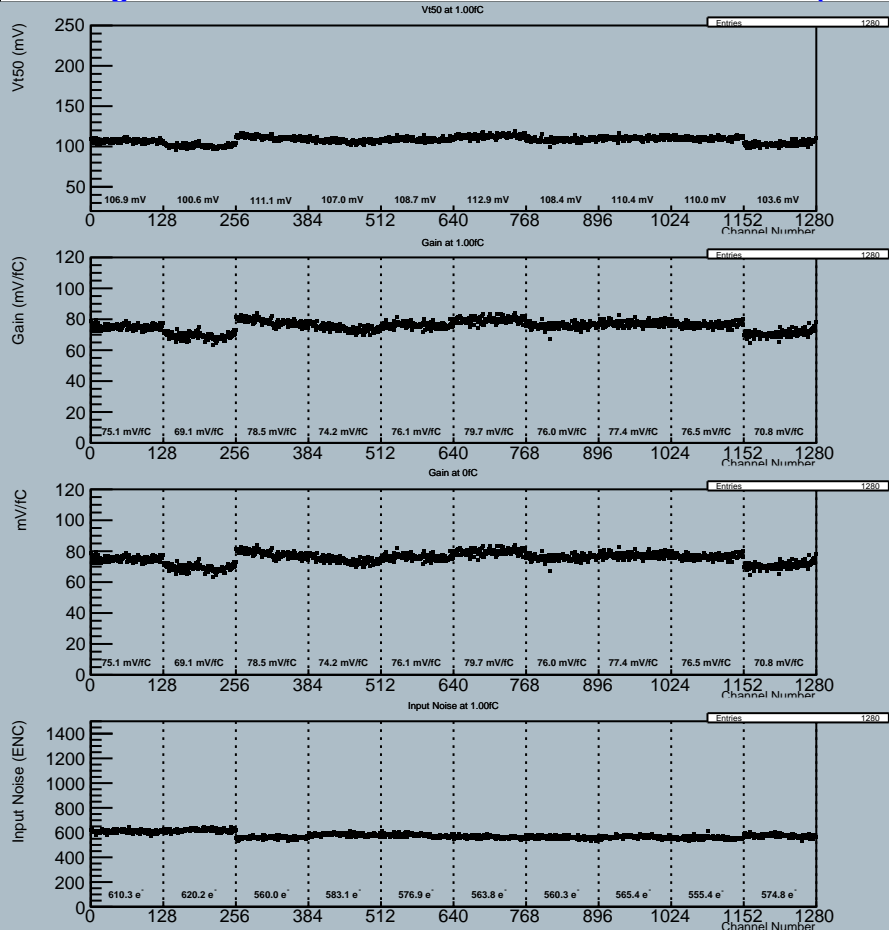 Vt50 at 1.00fC
Entries 1280
Vt50 (mV)
250
200
150
100
50
106.9 mV 100.6 mV 111.1 mV 107.0 mV 108.7 mV 112.9 mV 108.4 mV 110.4 mV 110.0 mV 103.6 mV
0 128 256 384 512 640 768 896 1024 1152 1280
Channel Number
Gain at 1.00fC
Entries 1280
Gain (mV/fC)
120
100
80
60
40
20
0
75.1 mV/fC 69.1 mV/fC 78.5 mV/fC 74.2 mV/fC 76.1 mV/fC 79.7 mV/fC 76.0 mV/fC 77.4 mV/fC 76.5 mV/fC 70.8 mV/fC
0 128 256 384 512 640 768 896 1024 1152 1280
Channel Number
Gain at 0fC
Entries 1280
mV/fC
120
100
80
60
40
20
0
75.1 mV/fC 69.1 mV/fC 78.5 mV/fC 74.2 mV/fC 76.1 mV/fC 79.7 mV/fC 76.0 mV/fC 77.4 mV/fC 76.5 mV/fC 70.8 mV/fC
0 128 256 384 512 640 768 896 1024 1152 1280
Channel Number
Input Noise at 1.00fC
Entries 1280
Input Noise (ENC)
1400
1200
1000
800
600
400
200
0
610.3 e⁻ 620.2 e⁻ 560.0 e⁻ 583.1 e⁻ 576.9 e⁻ 563.8 e⁻ 560.3 e⁻ 565.4 e⁻ 555.4 e⁻ 574.8 e⁻
0 128 256 384 512 640 768 896 1024 1152 1280
Channel Number